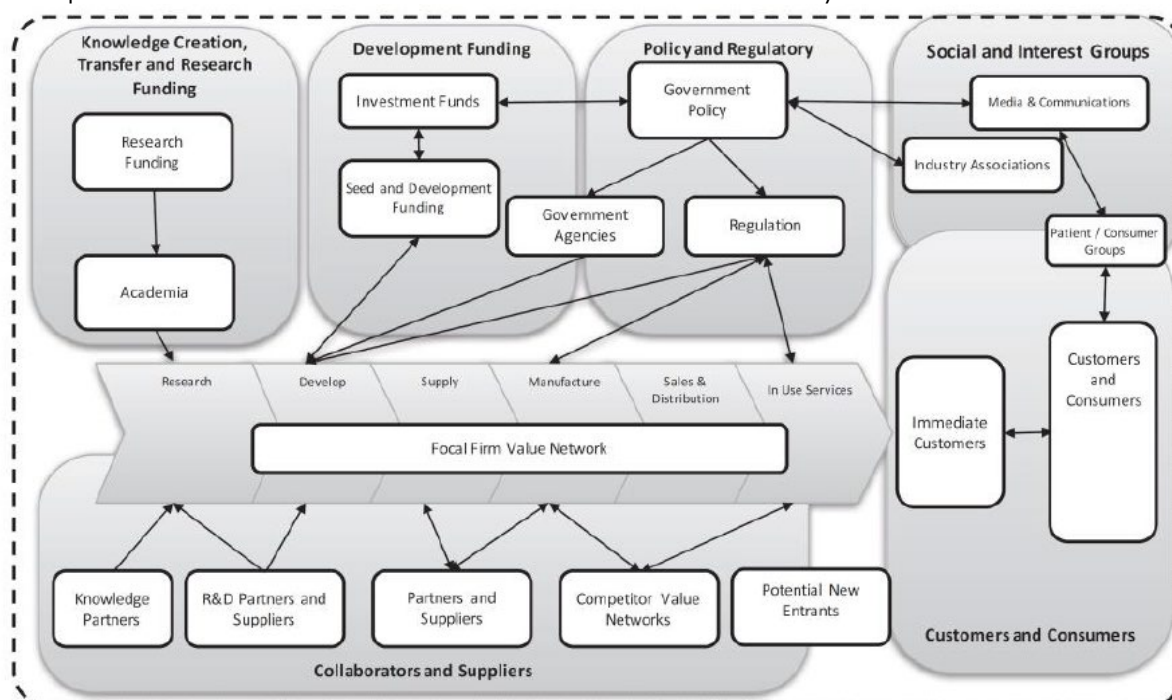 Knowledge Creation,
Transfer and Research
Funding
Research
Funding
Academia
Development Funding
Investment Funds
Seed and Development
Funding
Policy and Regulatory
Government
Policy
Government
Agencies
Regulation
Social and Interest Groups
Media & Communications
Industry Associations
Patient / Consumer
Groups
Research
Develop
Supply
Manufacture
Sales &
Distribution
In Use Services
Focal Firm Value Network
Immediate
Customers
Customers
and
Consumers
Customers and Consumers
Knowledge
Partners
R&D Partners and
Suppliers
Partners and
Suppliers
Competitor Value
Networks
Potential New
Entrants
Collaborators and Suppliers